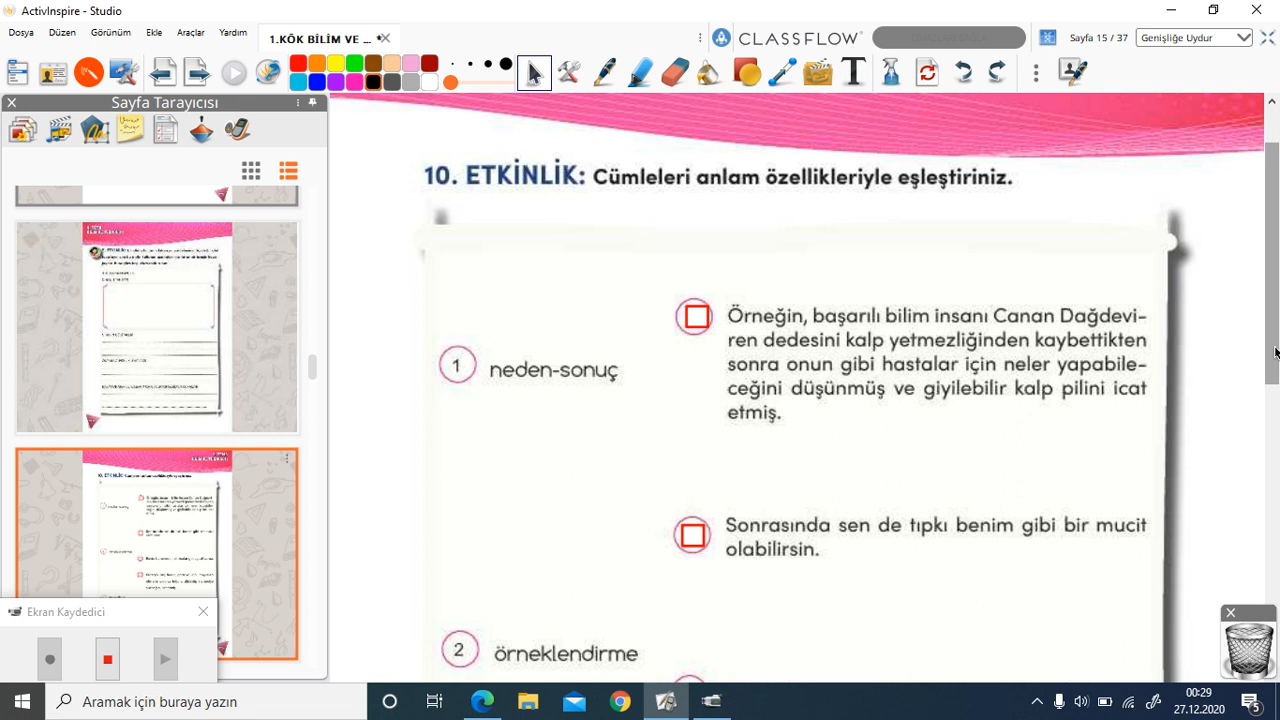 ActivInspire - Studio
Dosya Düzen Görünüm Ekle Araçlar Yardım
1.KÖK BİLİM VE ...
CLASSFLOW
Sayfa 15 / 37
Genişliğe Uydur
Sayfa Tarayıcısı
10. ETKİNLİK: Cümleleri anlam özellikleriyle eşleştiriniz.
1 neden-sonuç
Örneğin, başarılı bilim insanı Canan Dağdevi-
ren dedesini kalp yetmezliğinden kaybettikten
sonra onun gibi hastalar için neler yapabile-
ceğini düşünmüş ve giyilebilir kalp pilini icat
etmiş.
Sonrasında sen de tıpkı benim gibi bir mucit
olabilirsin.
2 örneklendirme
Ekran Kaydedici
Aramak için buraya yazın
00:29
27.12.2020
5